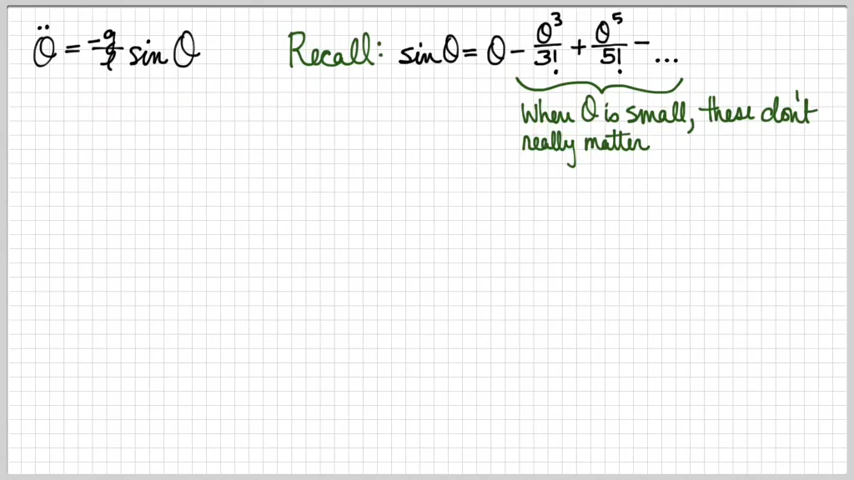 θ̈ = -g/ℓ sin θ Recall: sin θ = θ - θ³/3! + θ⁵/5! - ...
When θ is small, these don't
really matter